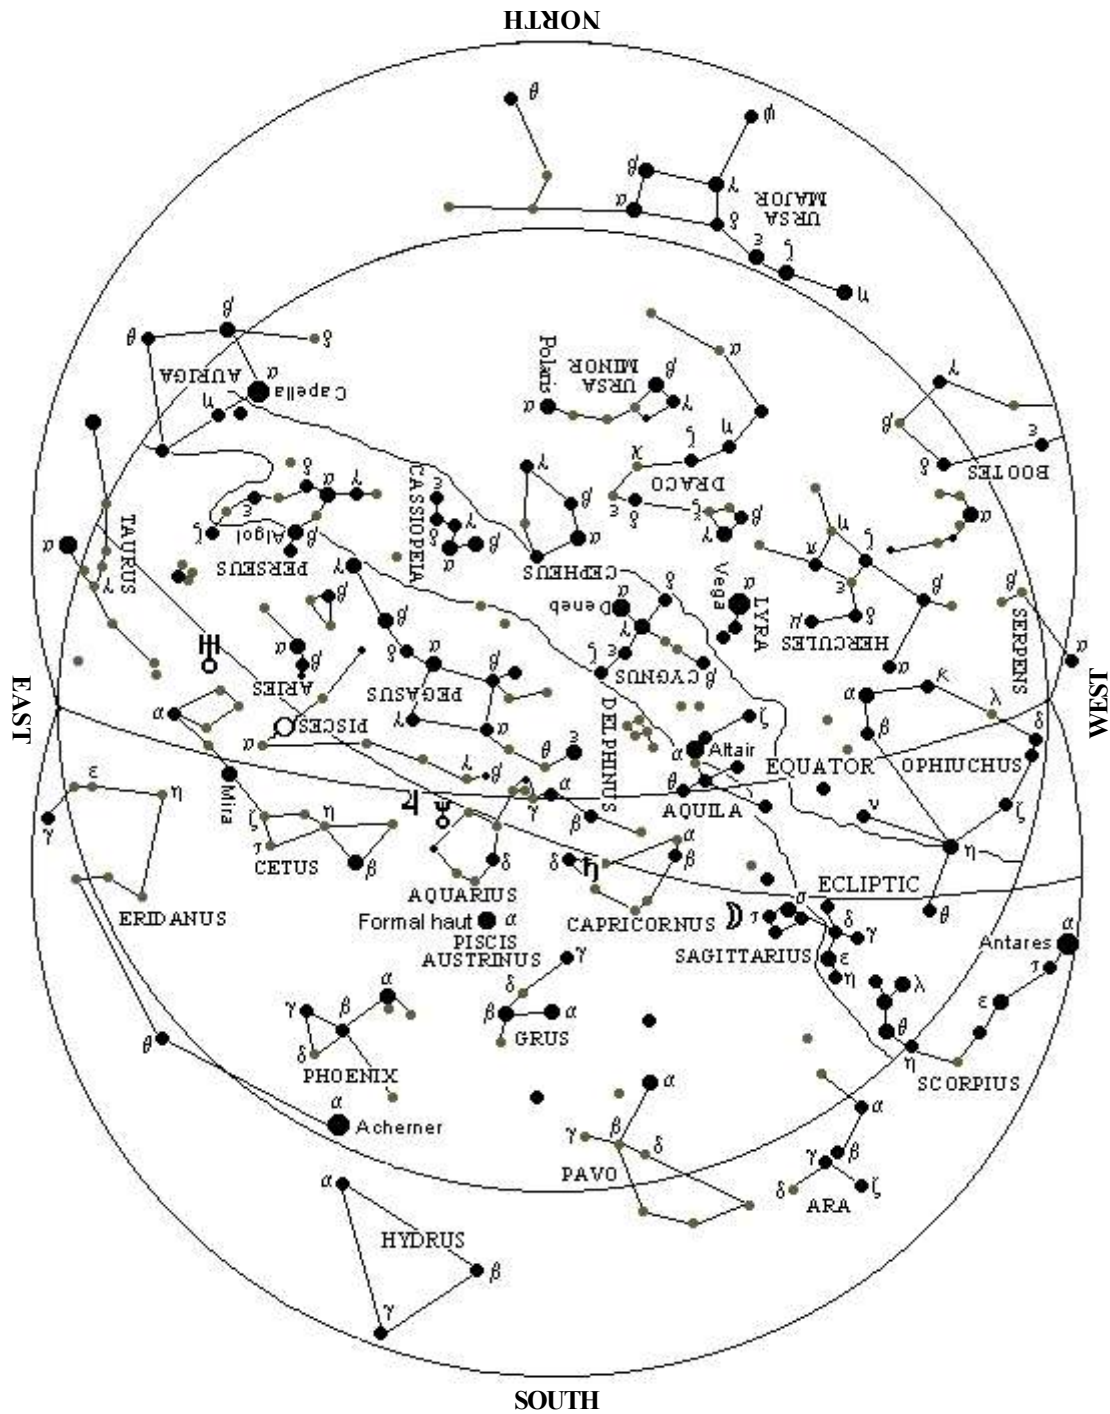 NORTH
θ
φ
β
γ
α
δ
URSA
MAJOR
ε
ζ
η
β
θ
δ
α
AURIGA
Capella
η
Polaris
α
URSA
MINOR
β
γ
α
η
ζ
χ
DRACO
ε
δ
ξ
β
γ
γ
β
ε
δ
BOOTES
α
TAURUS
α
δ
α
γ
ε
ζ
Algol
β
PERSEUS
CASSIOPEIA
ε
γ
δ
α
β
γ
β
α
CEPHEUS
η
π
ζ
ε
β
μ
δ
HERCULES
α
β
SERPENS
α
γ
β
β
α
β
ARIES
Deneb
α
δ
γ
ε
ζ
β
CYGNUS
Vega
α
LYRA
♅
α
PISCES
α
α
β
PEGASUS
γ
α
θ
ε
γ
β
DELPHINUS
ζ
α
Altair
θ
AQUILA
EQUATOR
α
κ
λ
β
δ
OPHIUCHUS
ν
ζ
η
θ
EAST
WEST
ε
η
γ
ERIDANUS
Mira
ζ
η
τ
β
CETUS
♃
γ
α
β
δ
AQUARIUS
δ
♄
α
β
CAPRICORNUS
ECLIPTIC
☽
τ
σ
δ
γ
ε
η
SAGITTARIUS
Formal haut
α
PISCIS
AUSTRINUS
Antares
α
τ
ε
λ
θ
η
SCORPIUS
γ
δ
β
α
GRUS
α
γ
β
δ
PHOENIX
θ
α
Acherner
α
γ
β
δ
PAVO
α
γ
β
δ
ζ
ARA
α
HYDRUS
β
γ
SOUTH